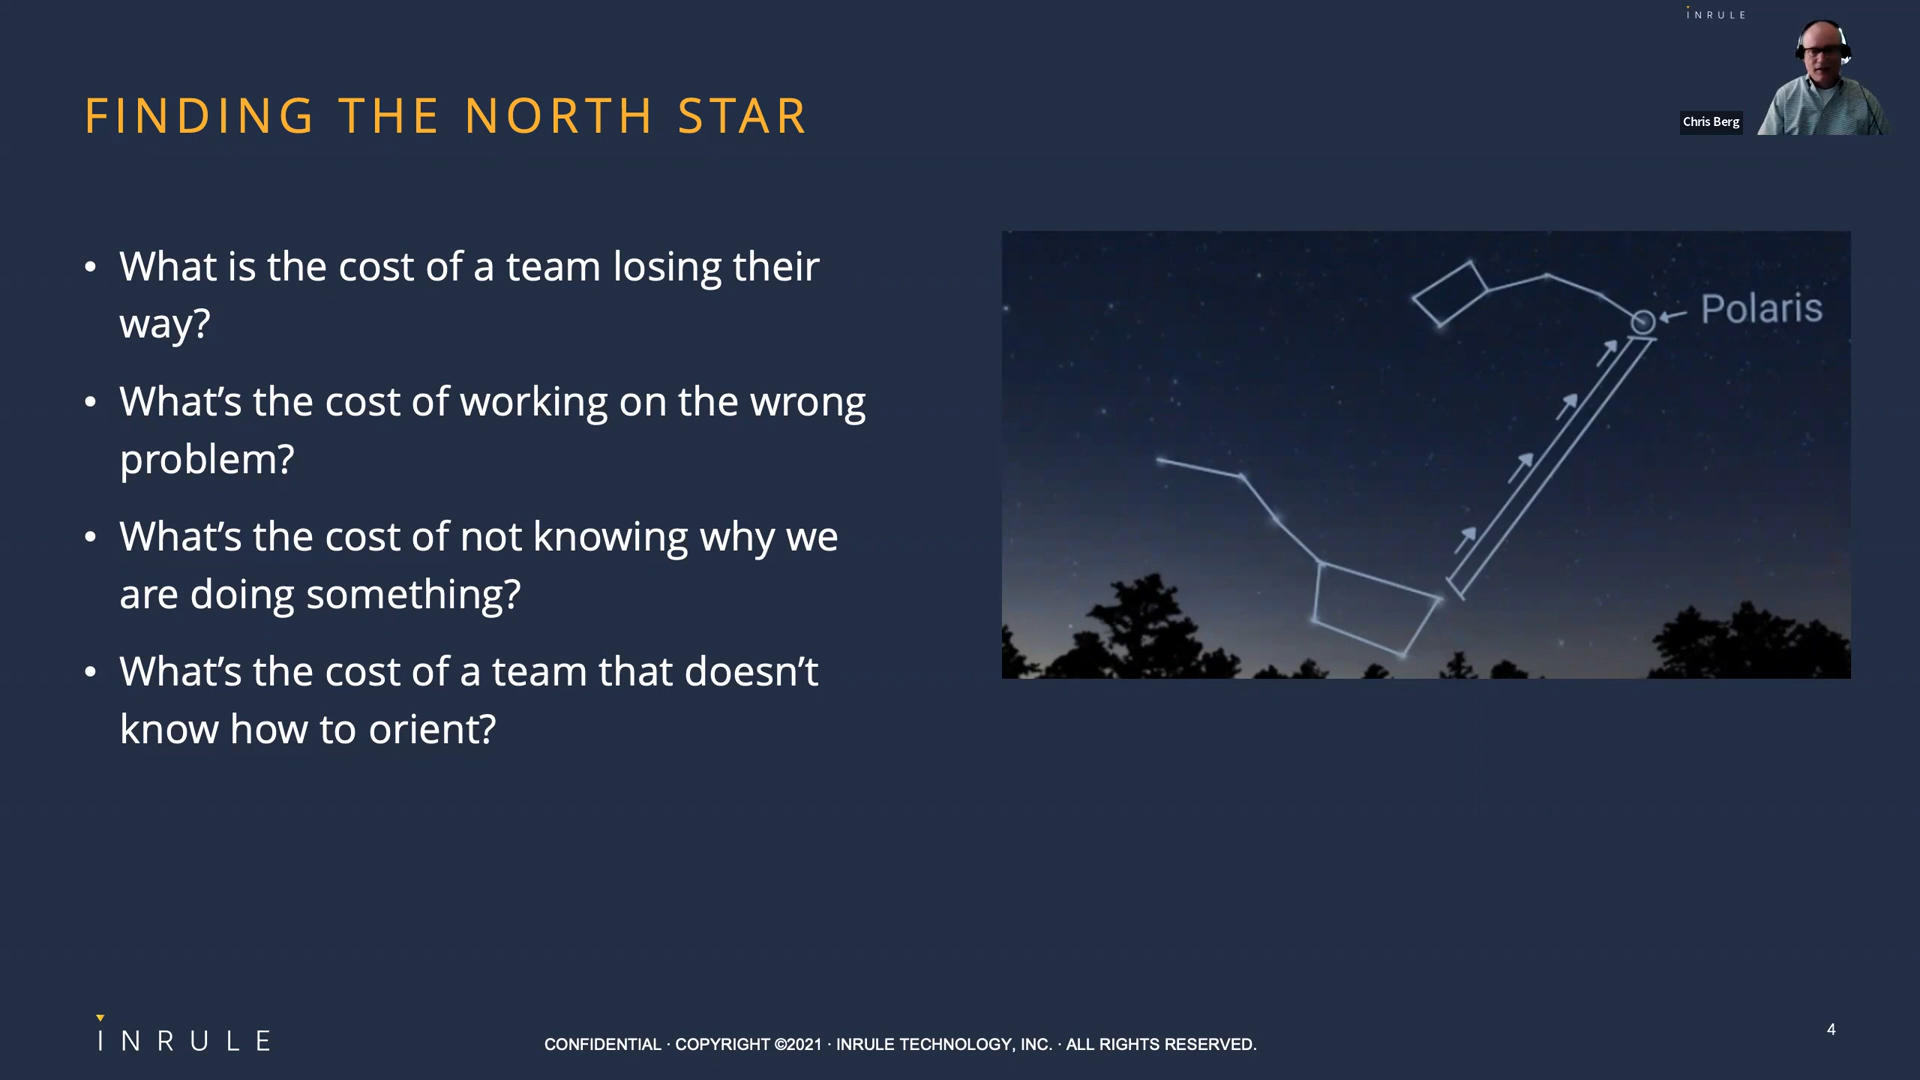 INRULE
FINDING THE NORTH STAR
Chris Berg
• What is the cost of a team losing their
way?
• What’s the cost of working on the wrong
problem?
• What’s the cost of not knowing why we
are doing something?
• What’s the cost of a team that doesn’t
know how to orient?
Polaris
INRULE
CONFIDENTIAL · COPYRIGHT ©2021 · INRULE TECHNOLOGY, INC. · ALL RIGHTS RESERVED.
4